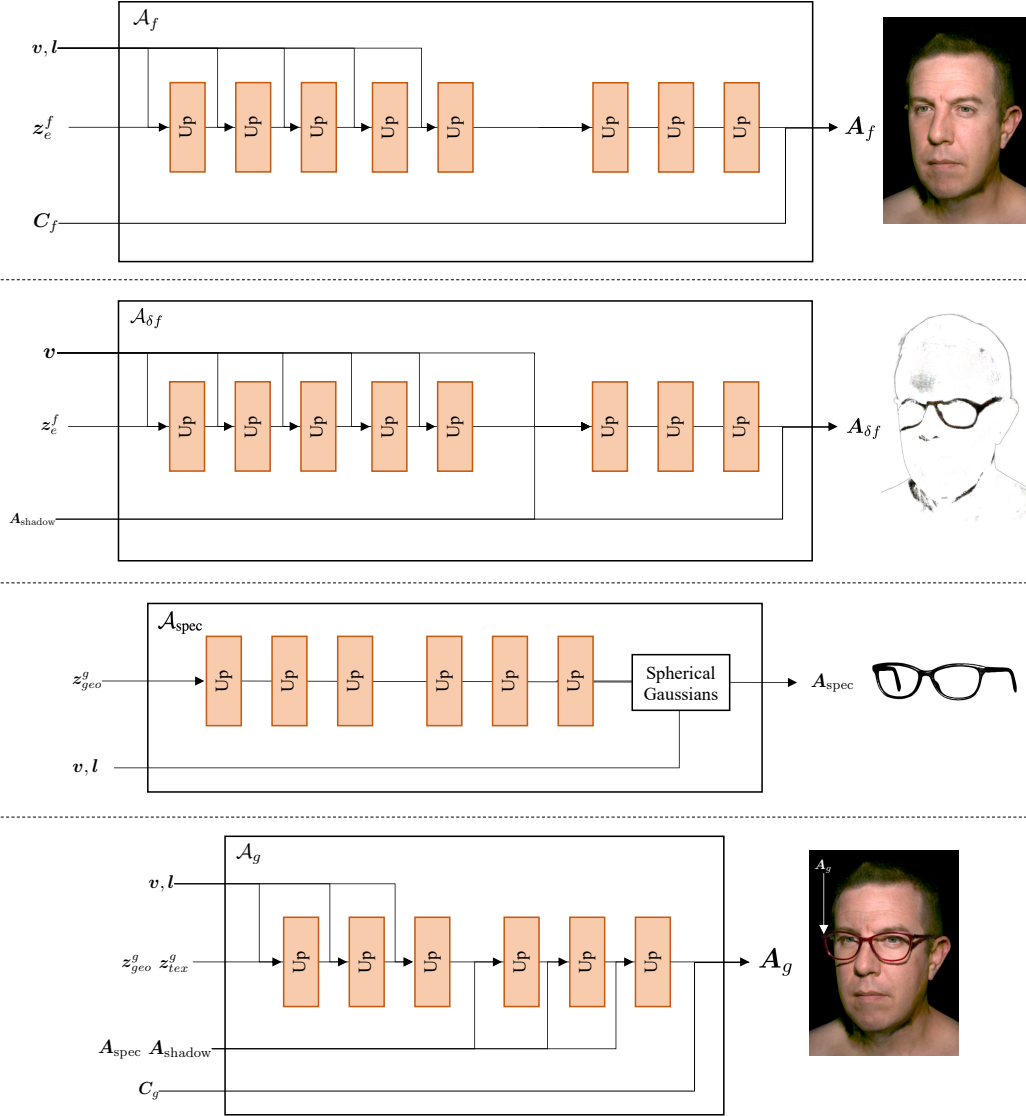 𝒜_f
v, l
z_e^f
Up Up Up Up Up Up Up Up
A_f
C_f
𝒜_δf
v
z_e^f
Up Up Up Up Up Up Up Up
A_δf
A_shadow
𝒜_spec
z_geo^g
Up Up Up Up Up Up
Spherical
Gaussians
A_spec
v, l
𝒜_g
v, l
A_g
z_geo^g z_tex^g
Up Up Up Up Up Up
A_g
A_spec A_shadow
C_g